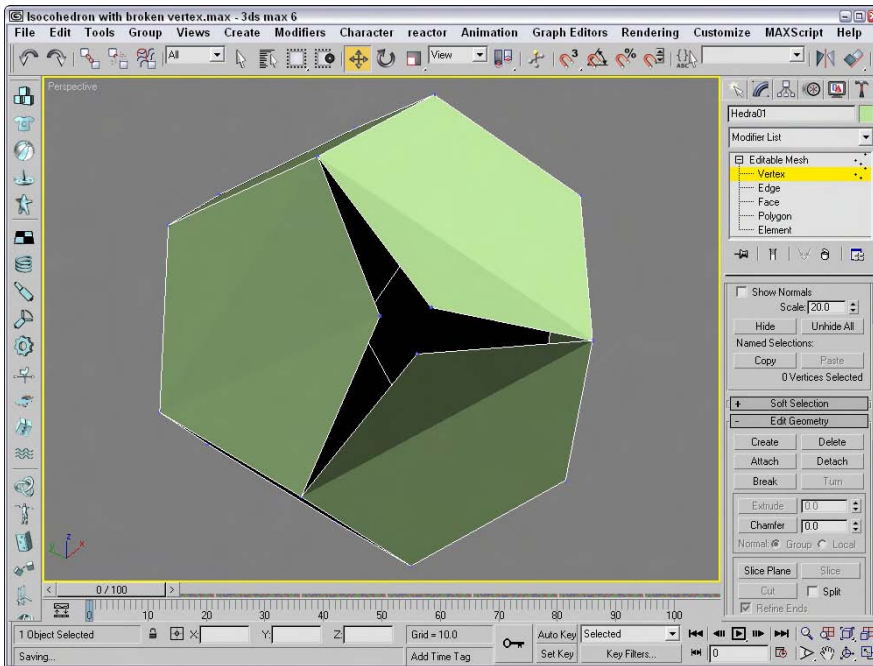 Isocohedron with broken vertex.max - 3ds max 6
File Edit Tools Group Views Create Modifiers Character reactor Animation Graph Editors Rendering Customize MAXScript Help
All
View
3
%
ABC
Perspective
Hedra01
Modifier List
Editable Mesh
Vertex
Edge
Face
Polygon
Element
Show Normals
Scale: 20.0
Hide Unhide All
Named Selections:
Copy Paste
0 Vertices Selected
+ Soft Selection
- Edit Geometry
Create Delete
Attach Detach
Break Turn
Extrude 0.0
Chamfer 0.0
Normal: Group Local
Slice Plane Slice
Cut Split
Refine Ends
z
y x
< 0 / 100 >
0 10 20 30 40 50 60 70 80 90 100
1 Object Selected X: Y: Z: Grid = 10.0 Auto Key Selected
Saving... Add Time Tag Set Key Key Filters... 0